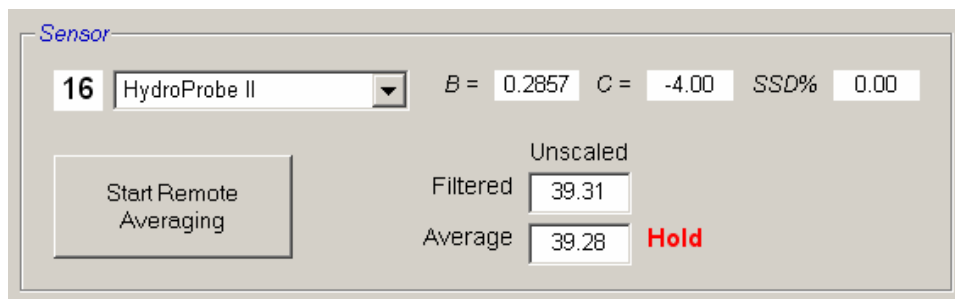 Sensor
16 HydroProbe II B = 0.2857 C = -4.00 SSD% 0.00
Unscaled
Start Remote Averaging
Filtered 39.31
Average 39.28 Hold